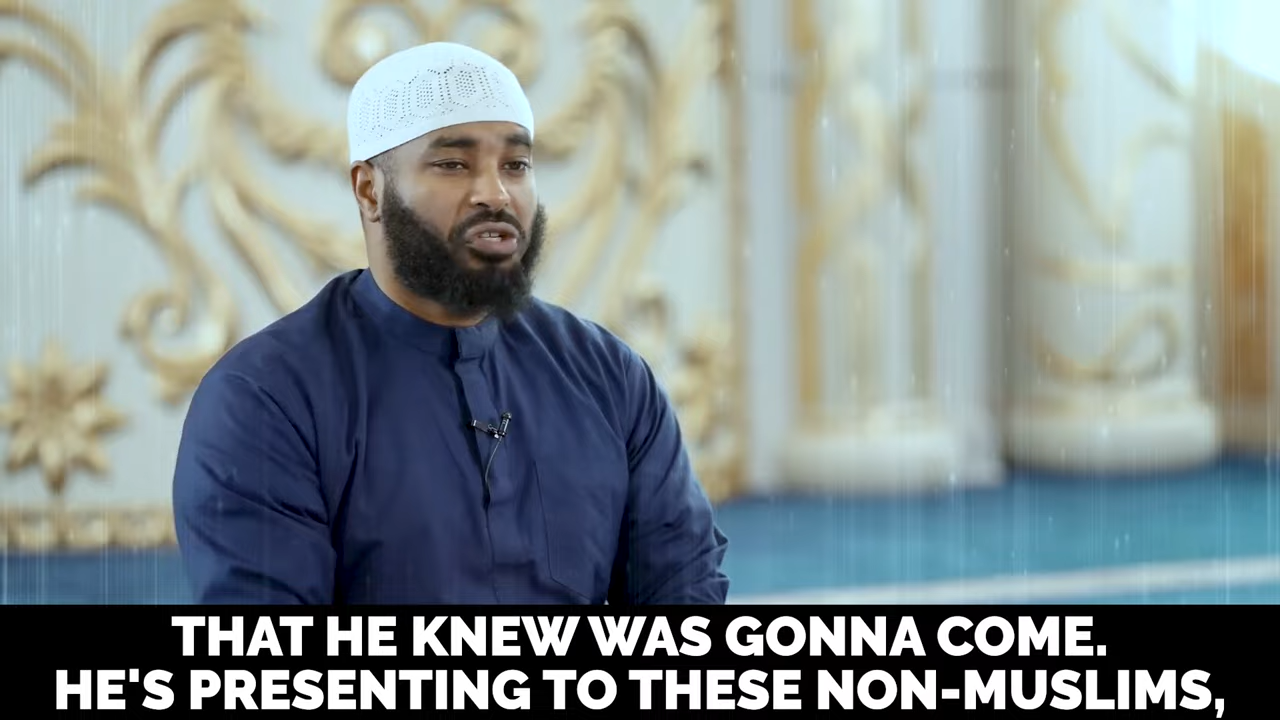 THAT HE KNEW WAS GONNA COME.
HE'S PRESENTING TO THESE NON-MUSLIMS,